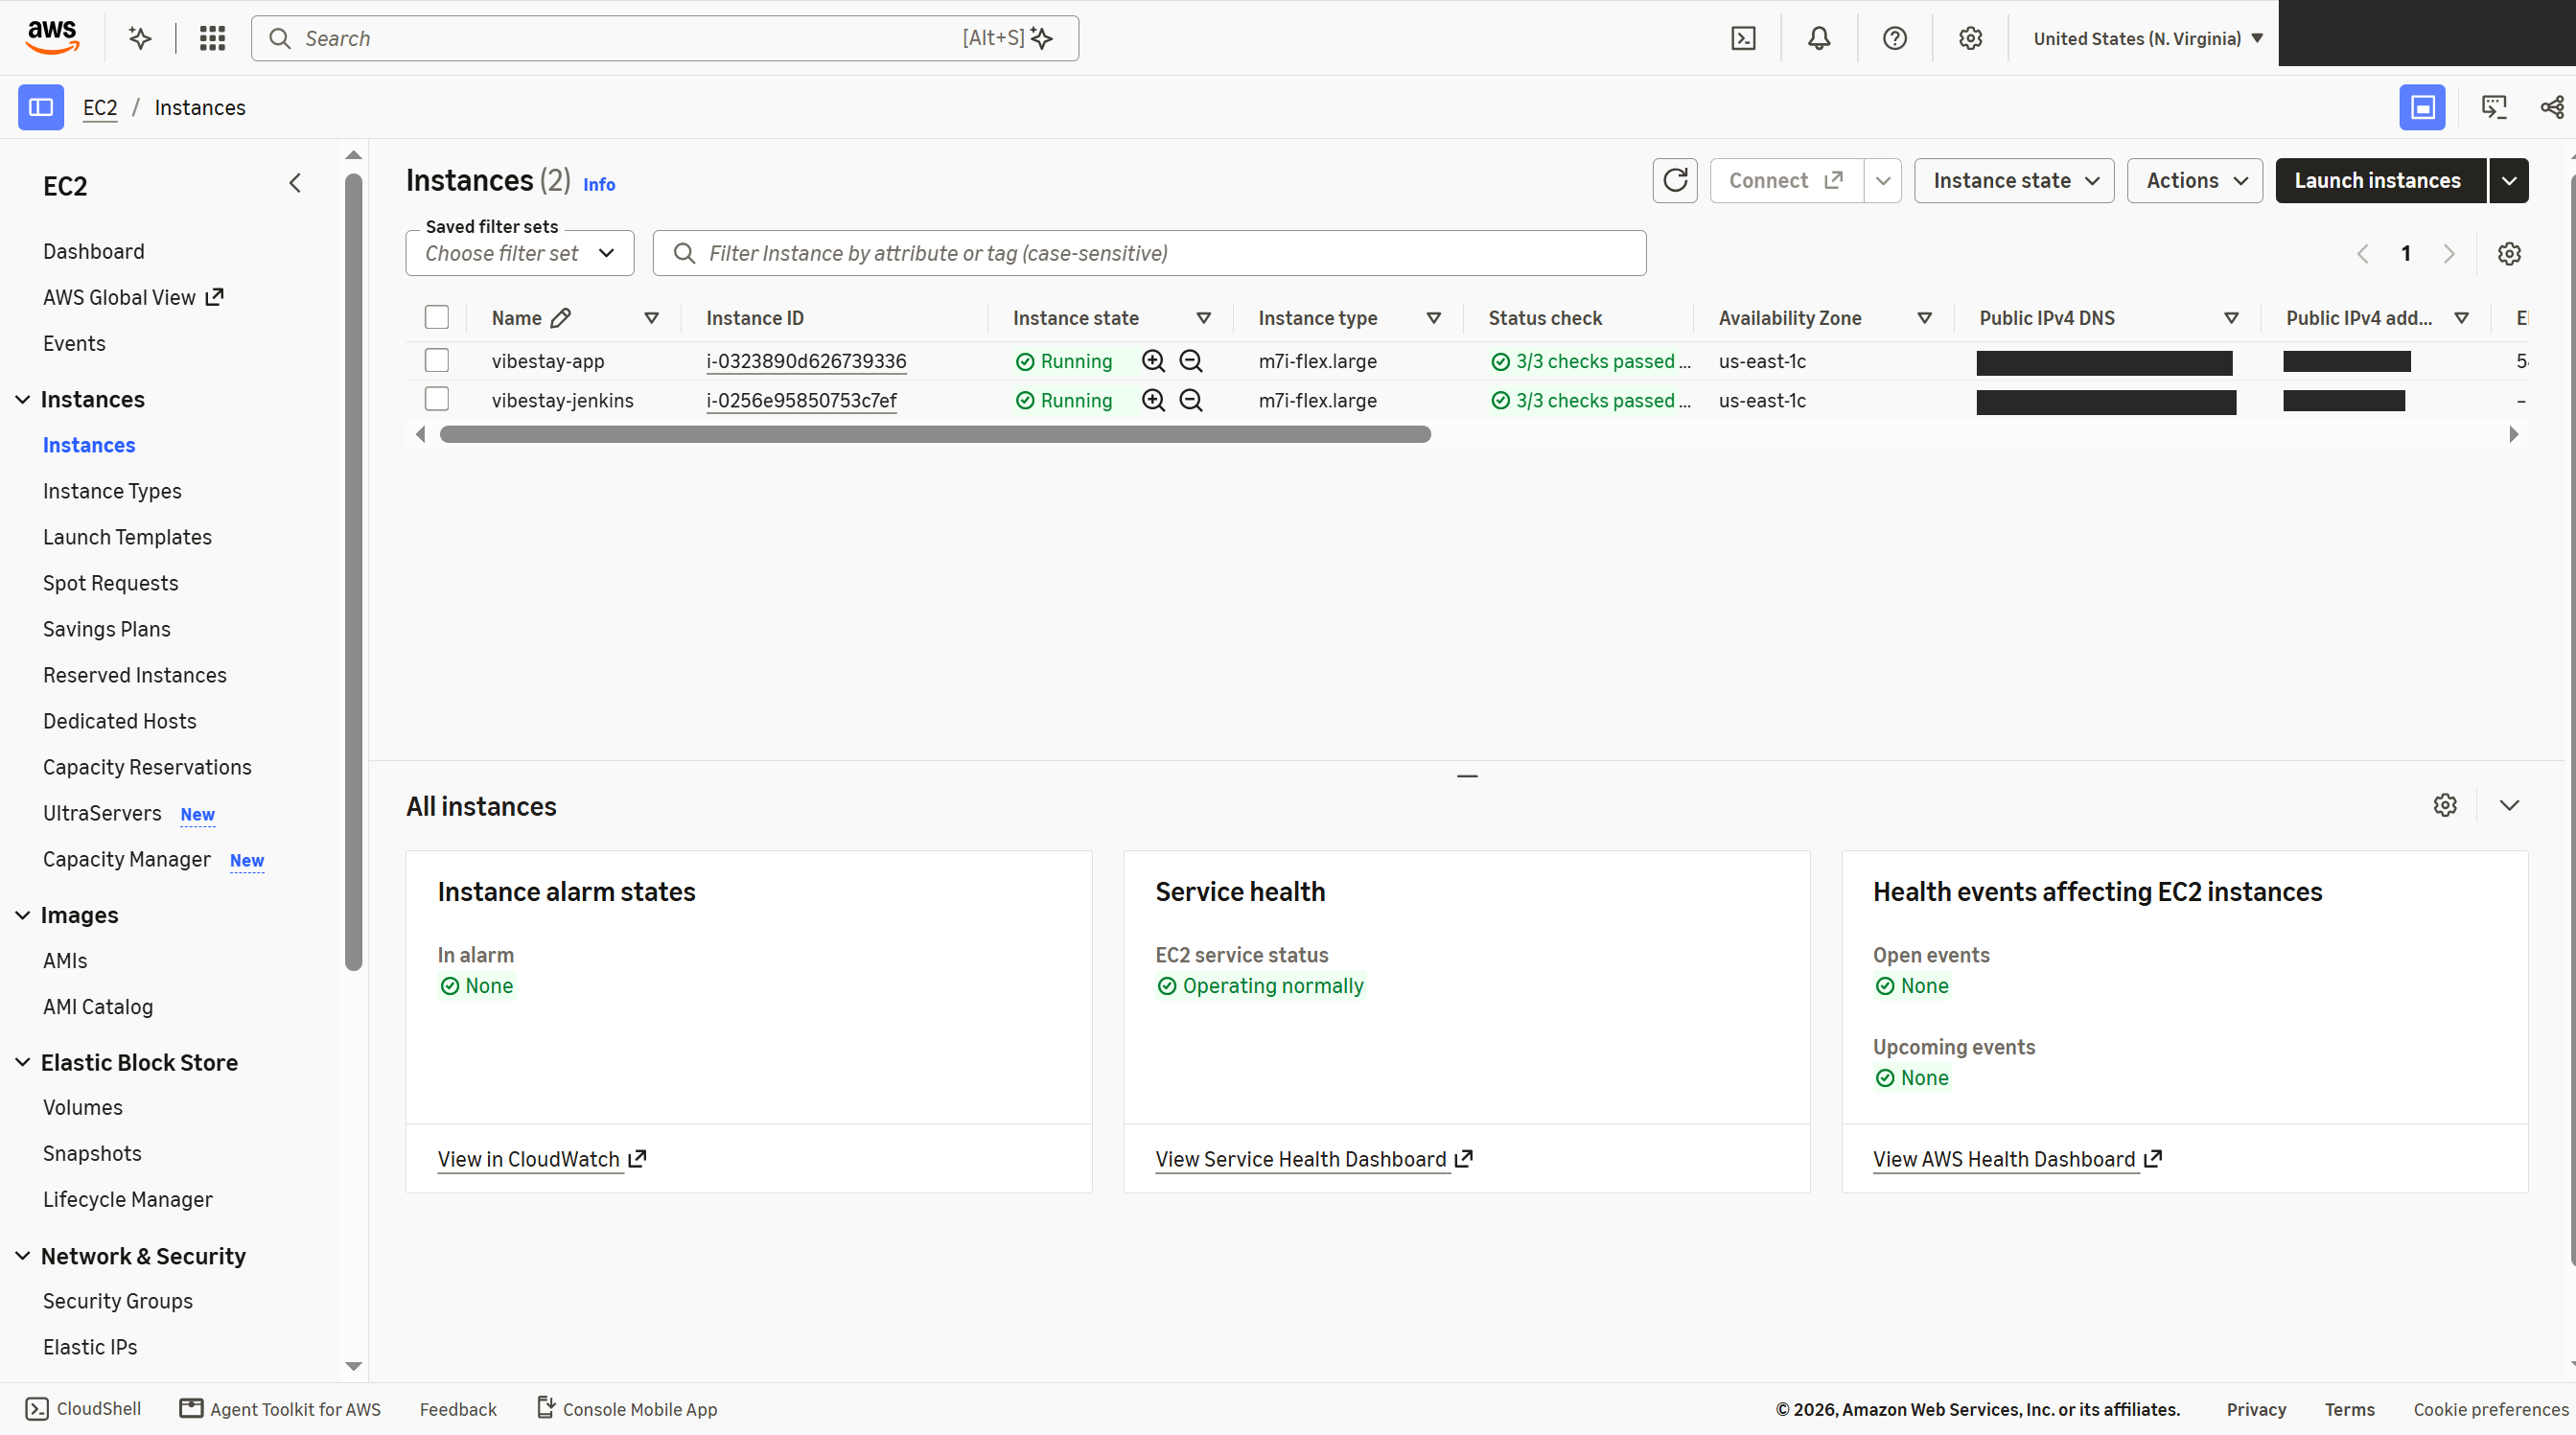 aws
Search [Alt+S]
United States (N. Virginia)
EC2 / Instances
EC2
Dashboard
AWS Global View
Events
Instances
Instances
Instance Types
Launch Templates
Spot Requests
Savings Plans
Reserved Instances
Dedicated Hosts
Capacity Reservations
UltraServers New
Capacity Manager New
Images
AMIs
AMI Catalog
Elastic Block Store
Volumes
Snapshots
Lifecycle Manager
Network & Security
Security Groups
Elastic IPs
Instances (2) Info
Connect
Instance state
Actions
Launch instances
Saved filter sets
Choose filter set
Filter Instance by attribute or tag (case-sensitive)
1
Name Instance ID Instance state Instance type Status check Availability Zone Public IPv4 DNS Public IPv4 add...
vibestay-app i-0323890d626739336 Running m7i-flex.large 3/3 checks passed ... us-east-1c
vibestay-jenkins i-0256e95850753c7ef Running m7i-flex.large 3/3 checks passed ... us-east-1c –
All instances
Instance alarm states
In alarm
None
View in CloudWatch
Service health
EC2 service status
Operating normally
View Service Health Dashboard
Health events affecting EC2 instances
Open events
None
Upcoming events
None
View AWS Health Dashboard
CloudShell Agent Toolkit for AWS Feedback Console Mobile App
© 2026, Amazon Web Services, Inc. or its affiliates. Privacy Terms Cookie preferences